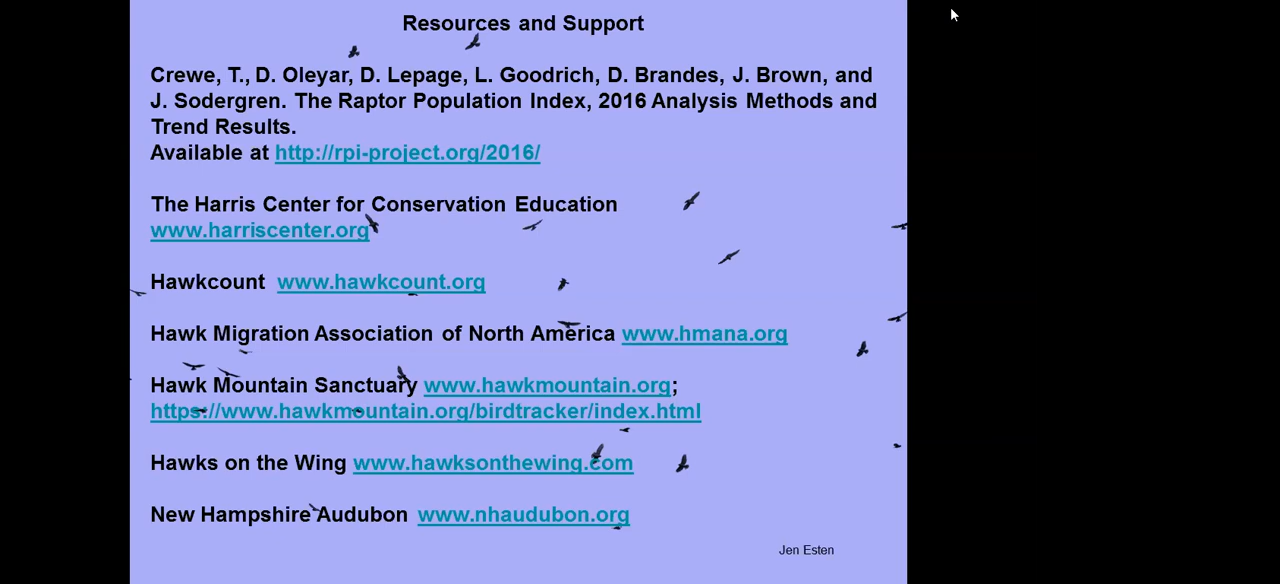 Resources and Support
Crewe, T., D. Oleyar, D. Lepage, L. Goodrich, D. Brandes, J. Brown, and
J. Sodergren. The Raptor Population Index, 2016 Analysis Methods and
Trend Results.
Available at http://rpi-project.org/2016/
The Harris Center for Conservation Education
www.harriscenter.org
Hawkcount www.hawkcount.org
Hawk Migration Association of North America www.hmana.org
Hawk Mountain Sanctuary www.hawkmountain.org;
https://www.hawkmountain.org/birdtracker/index.html
Hawks on the Wing www.hawksonthewing.com
New Hampshire Audubon www.nhaudubon.org
Jen Esten